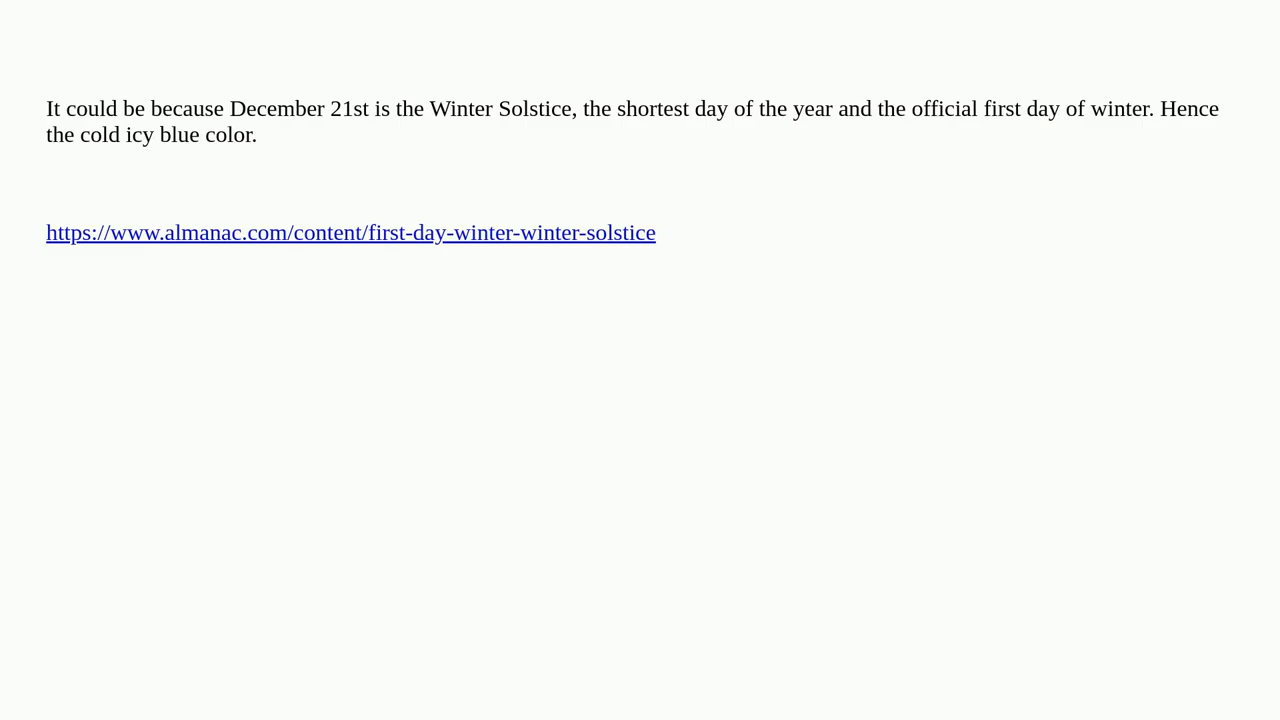 It could be because December 21st is the Winter Solstice, the shortest day of the year and the official first day of winter. Hence
the cold icy blue color.
https://www.almanac.com/content/first-day-winter-winter-solstice